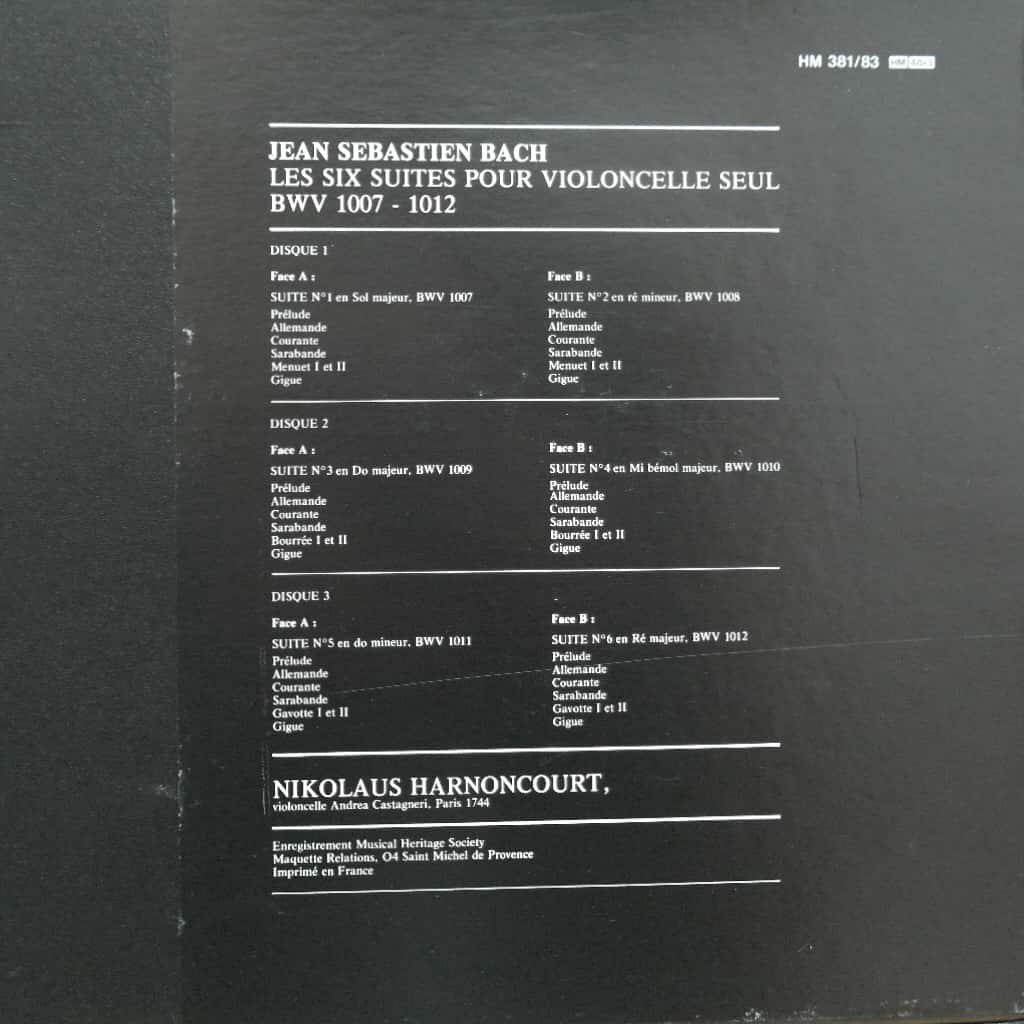 HM 381/83
JEAN SEBASTIEN BACH
LES SIX SUITES POUR VIOLONCELLE SEUL
BWV 1007 - 1012
DISQUE 1
Face A :
SUITE N°1 en Sol majeur, BWV 1007
Prélude
Allemande
Courante
Sarabande
Menuet I et II
Gigue
Face B :
SUITE N°2 en ré mineur, BWV 1008
Prélude
Allemande
Courante
Sarabande
Menuet I et II
Gigue
DISQUE 2
Face A :
SUITE N°3 en Do majeur, BWV 1009
Prélude
Allemande
Courante
Sarabande
Bourrée I et II
Gigue
Face B :
SUITE N°4 en Mi bémol majeur, BWV 1010
Prélude
Allemande
Courante
Sarabande
Bourrée I et II
Gigue
DISQUE 3
Face A :
SUITE N°5 en do mineur, BWV 1011
Prélude
Allemande
Courante
Sarabande
Gavotte I et II
Gigue
Face B :
SUITE N°6 en Ré majeur, BWV 1012
Prélude
Allemande
Courante
Sarabande
Gavotte I et II
Gigue
NIKOLAUS HARNONCOURT,
violoncelle Andrea Castagneri, Paris 1744
Enregistrement Musical Heritage Society
Maquette Relations, O4 Saint Michel de Provence
Imprimé en France